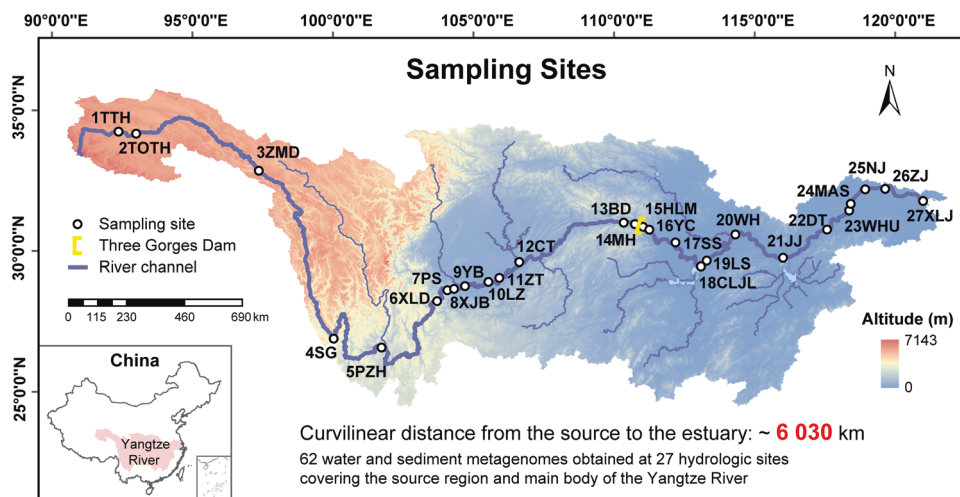 90°0'0"E 95°0'0"E 100°0'0"E 105°0'0"E 110°0'0"E 115°0'0"E 120°0'0"E
Sampling Sites
N
35°0'0"N
30°0'0"N
25°0'0"N
1TTH
2TOTH
3ZMD
4SG
5PZH
6XLD
7PS
8XJB
9YB
10LZ
11ZT
12CT
13BD
14MH
15HLM
16YC
17SS
18CLJL
19LS
20WH
21JJ
22DT
23WHU
24MAS
25NJ
26ZJ
27XLJ
Sampling site
Three Gorges Dam
River channel
0 115 230 460 690 km
Altitude (m)
7143
0
China
Yangtze
River
Curvilinear distance from the source to the estuary: ~ 6 030 km
62 water and sediment metagenomes obtained at 27 hydrologic sites
covering the source region and main body of the Yangtze River